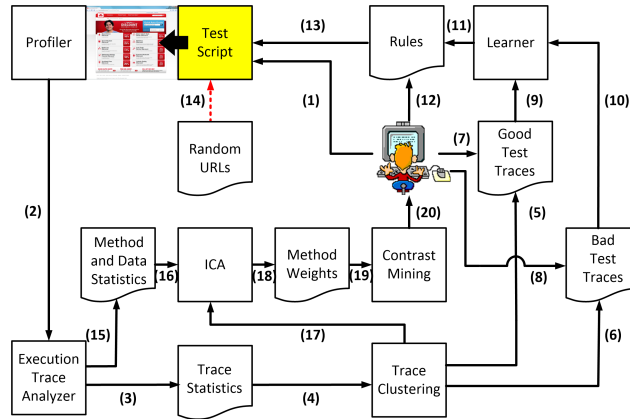 Profiler
Test
Script
(13)
Rules
(11)
Learner
(14)
(1)
(12)
(7)
(9)
(10)
Random
URLs
Good
Test
Traces
(2)
(20)
(5)
Method
and Data
Statistics
(16)
ICA
(18)
Method
Weights
(19)
Contrast
Mining
(8)
Bad
Test
Traces
(15)
(17)
(6)
Execution
Trace
Analyzer
(3)
Trace
Statistics
(4)
Trace
Clustering